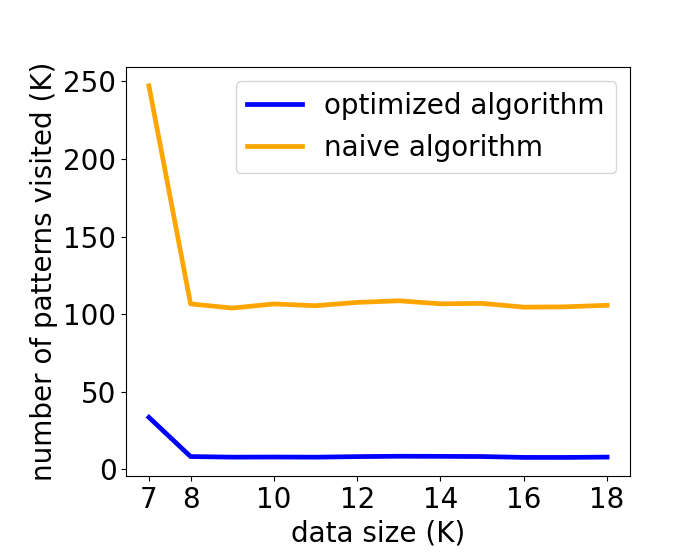 number of patterns visited (K)
250
200
150
100
50
0
optimized algorithm
naive algorithm
7 8 10 12 14 16 18
data size (K)